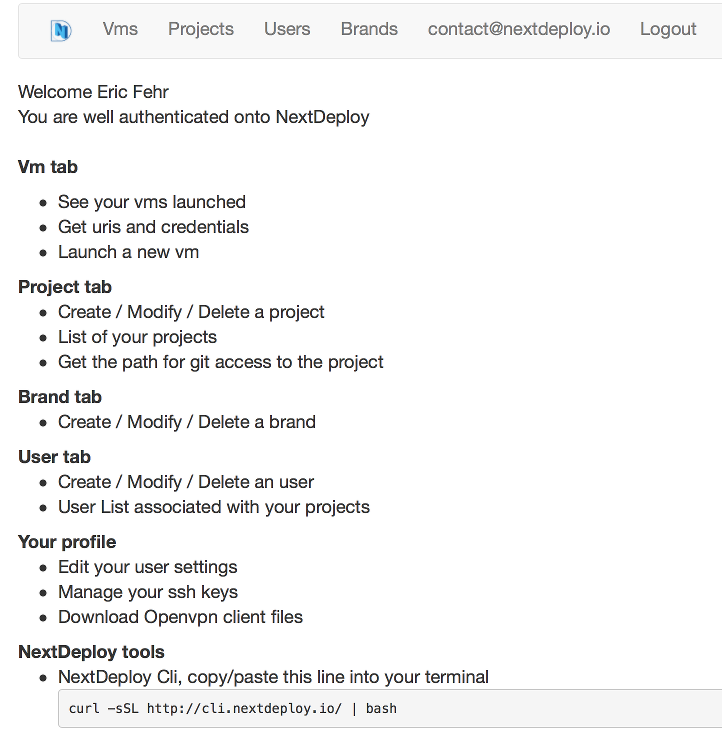 N Vms Projects Users Brands contact@nextdeploy.io Logout
Welcome Eric Fehr
You are well authenticated onto NextDeploy
Vm tab
• See your vms launched
• Get uris and credentials
• Launch a new vm
Project tab
• Create / Modify / Delete a project
• List of your projects
• Get the path for git access to the project
Brand tab
• Create / Modify / Delete a brand
User tab
• Create / Modify / Delete an user
• User List associated with your projects
Your profile
• Edit your user settings
• Manage your ssh keys
• Download Openvpn client files
NextDeploy tools
• NextDeploy Cli, copy/paste this line into your terminal
curl -sSL http://cli.nextdeploy.io/ | bash